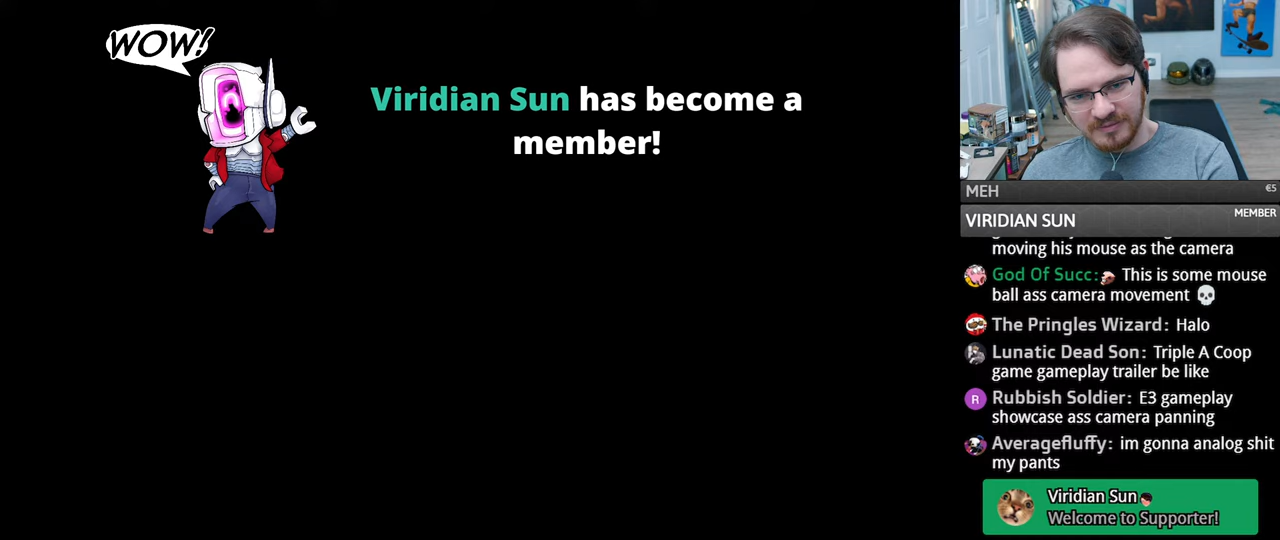 WOW!
Viridian Sun has become a
member!
MEH
€5
VIRIDIAN SUN
MEMBER
moving his mouse as the camera
God Of Succ: This is some mouse
ball ass camera movement 💀
The Pringles Wizard: Halo
Lunatic Dead Son: Triple A Coop
game gameplay trailer be like
Rubbish Soldier: E3 gameplay
showcase ass camera panning
R
Averagefluffy: im gonna analog shit
my pants
Viridian Sun
Welcome to Supporter!